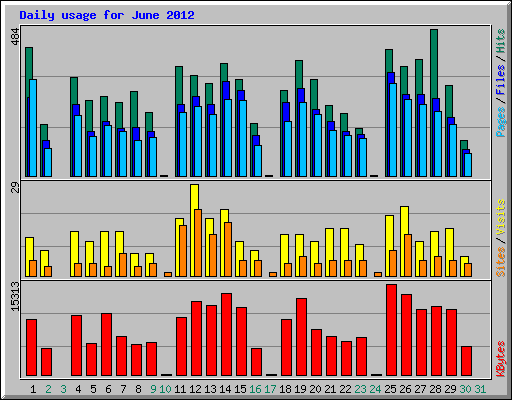 Daily usage for June 2012
484
Pages / Files / Hits
29
Sites / Visits
15313
KBytes
1 2 3 4 5 6 7 8 9 10 11 12 13 14 15 16 17 18 19 20 21 22 23 24 25 26 27 28 29 30 31